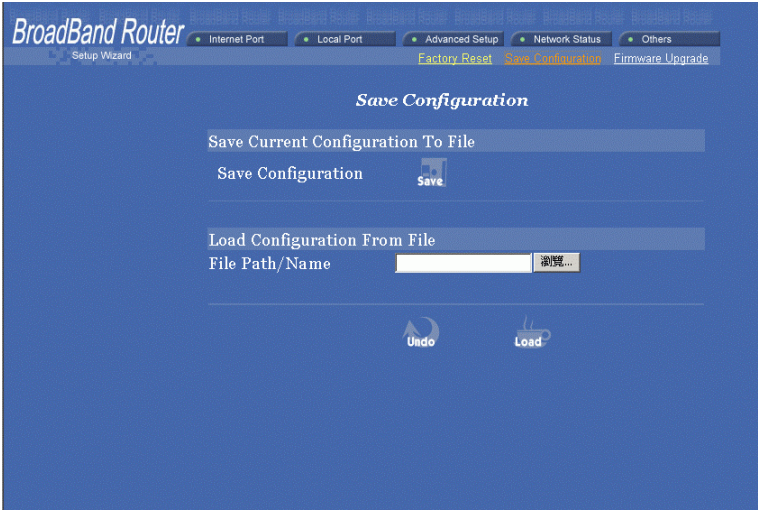 BroadBand Router
Setup Wizard
Internet Port
Local Port
Advanced Setup
Network Status
Others
Factory Reset
Save Configuration
Firmware Upgrade
Save Configuration
Save Current Configuration To File
Save Configuration
Save
Load Configuration From File
File Path/Name
瀏覽...
Undo
Load